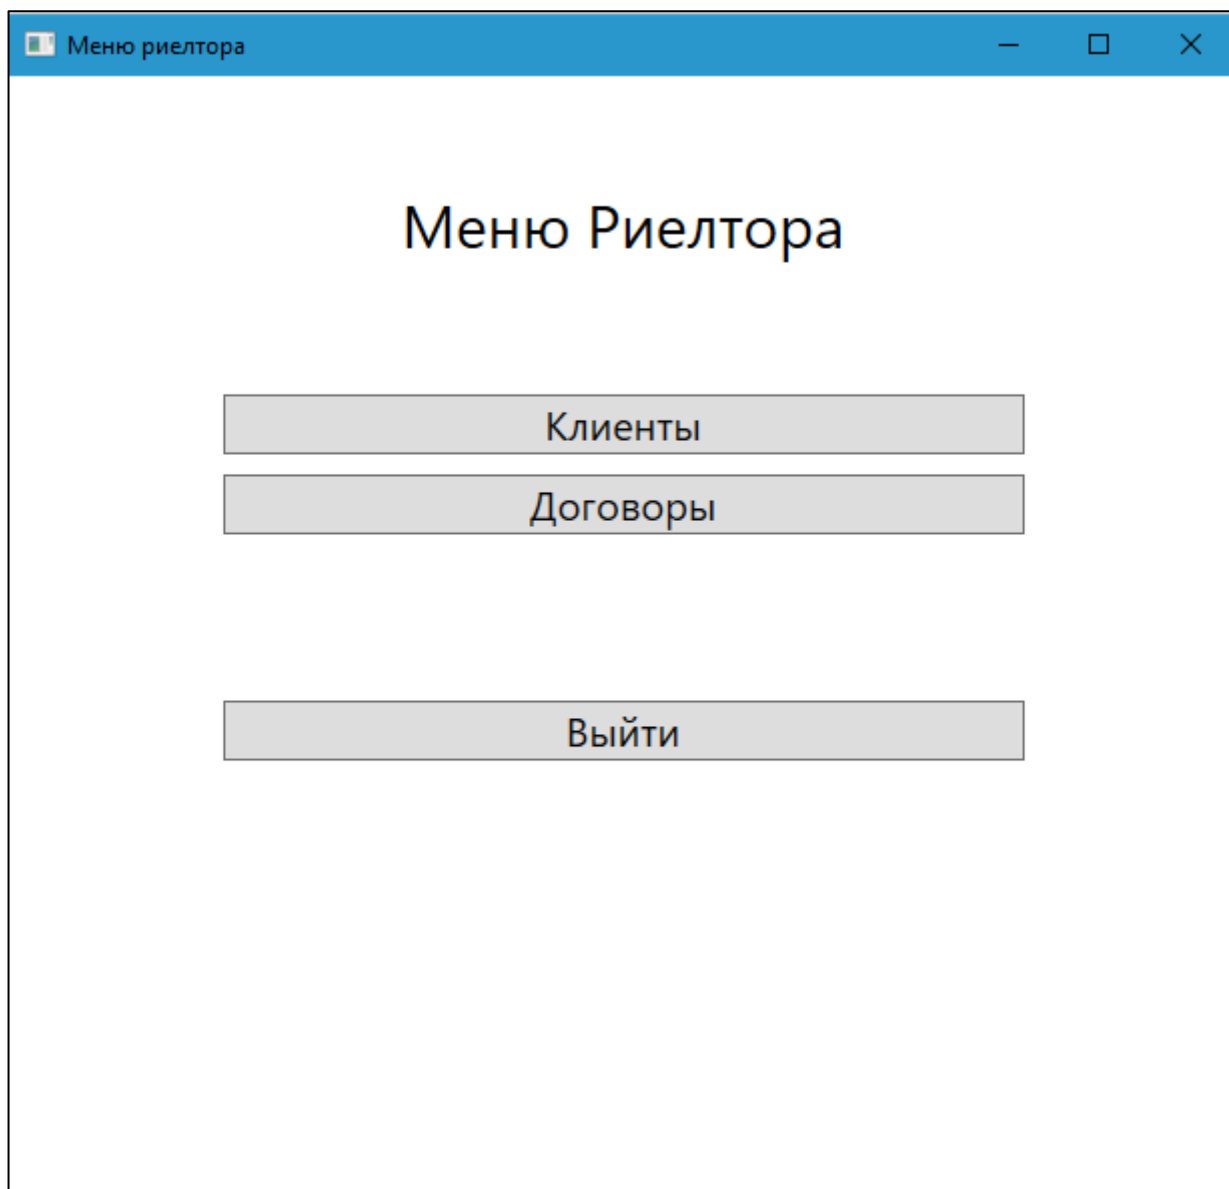 Меню риелтора
Меню Риелтора
Клиенты
Договоры
Выйти